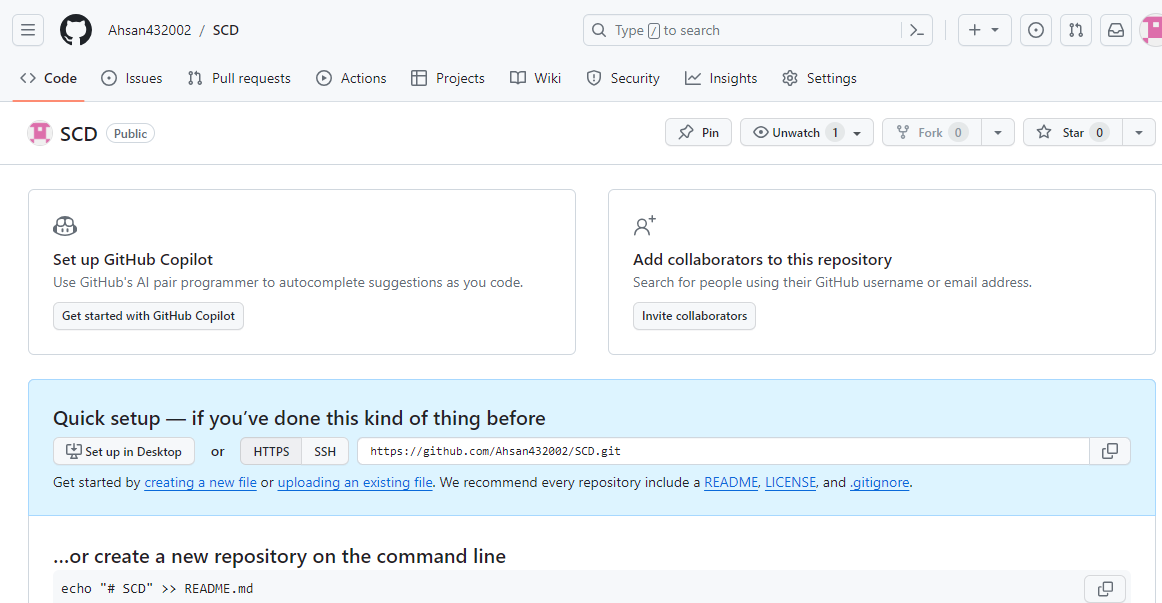 Ahsan432002 / SCD
Type / to search
Code Issues Pull requests Actions Projects Wiki Security Insights Settings
SCD Public
Pin Unwatch 1 Fork 0 Star 0
Set up GitHub Copilot
Use GitHub's AI pair programmer to autocomplete suggestions as you code.
Get started with GitHub Copilot
Add collaborators to this repository
Search for people using their GitHub username or email address.
Invite collaborators
Quick setup — if you've done this kind of thing before
Set up in Desktop or HTTPS SSH https://github.com/Ahsan432002/SCD.git
Get started by creating a new file or uploading an existing file. We recommend every repository include a README, LICENSE, and .gitignore.
…or create a new repository on the command line
echo "# SCD" >> README.md